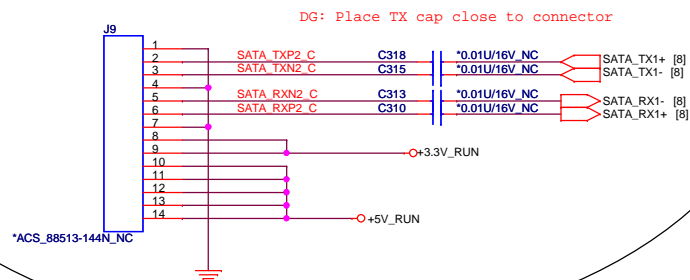 DG: Place TX cap close to connector
J9
1
2 SATA_TXP2_C C318 *0.01U/16V_NC SATA_TX1+ [8]
3 SATA_TXN2_C C315 *0.01U/16V_NC SATA_TX1- [8]
4
5 SATA_RXN2_C C313 *0.01U/16V_NC SATA_RX1- [8]
6 SATA_RXP2_C C310 *0.01U/16V_NC SATA_RX1+ [8]
7
8
9 +3.3V_RUN
10
11
12
13
14 +5V_RUN
*ACS_88513-144N_NC